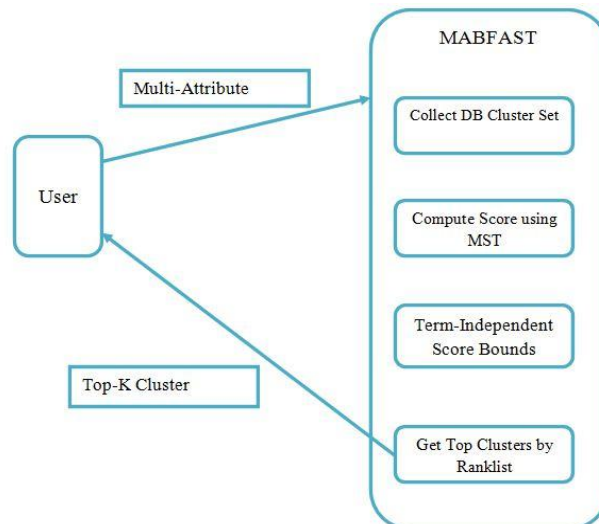 MABFAST
Multi-Attribute
Collect DB Cluster Set
User
Compute Score using
MST
Term-Independent
Score Bounds
Top-K Cluster
Get Top Clusters by
Ranklist